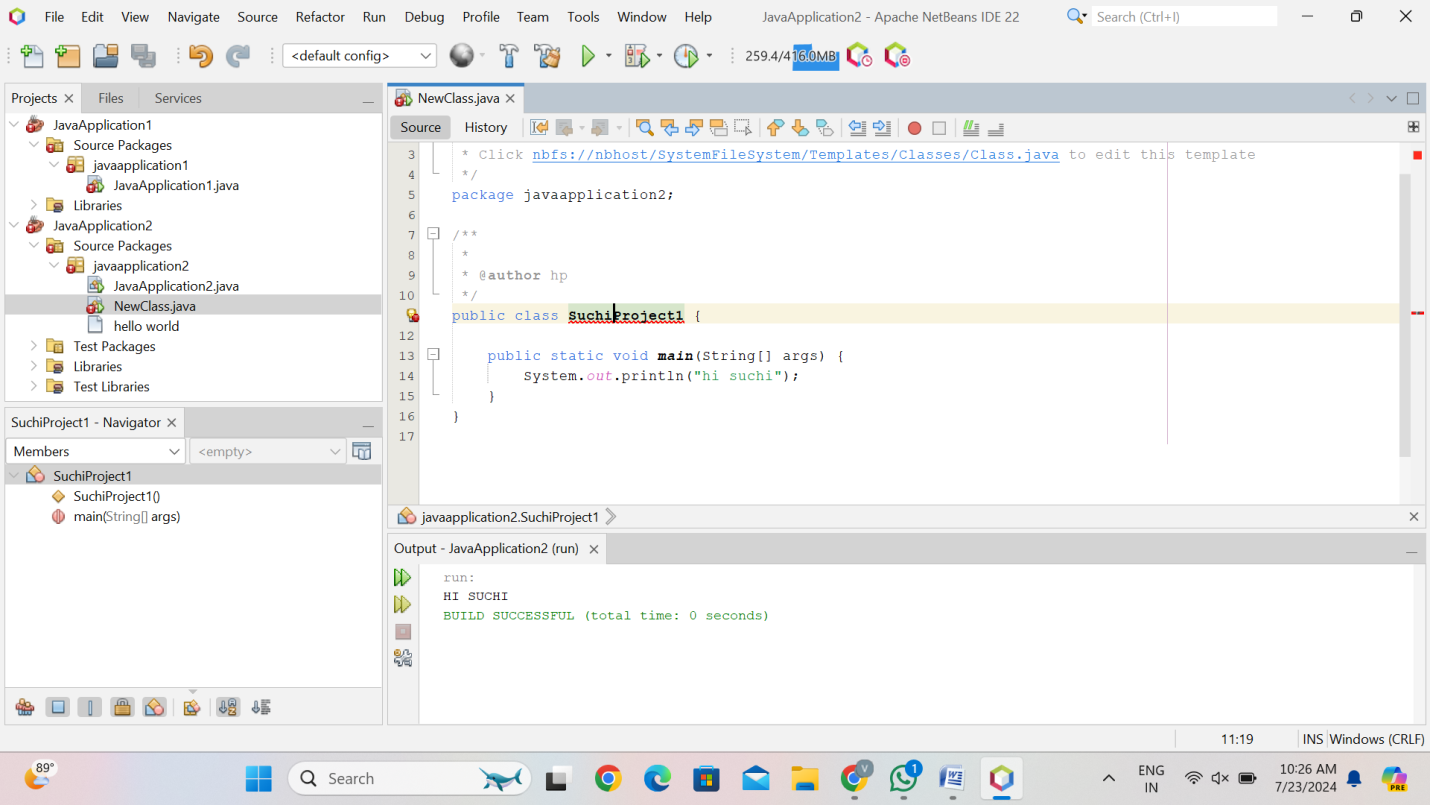 File Edit View Navigate Source Refactor Run Debug Profile Team Tools Window Help JavaApplication2 - Apache NetBeans IDE 22 Search (Ctrl+I)
<default config> 259.4/416.0MB
Projects Files Services
JavaApplication1
Source Packages
javaapplication1
JavaApplication1.java
Libraries
JavaApplication2
Source Packages
javaapplication2
JavaApplication2.java
NewClass.java
hello world
Test Packages
Libraries
Test Libraries
SuchiProject1 - Navigator
Members <empty>
SuchiProject1
SuchiProject1()
main(String[] args)
NewClass.java
Source History
3 * Click nbfs://nbhost/SystemFileSystem/Templates/Classes/Class.java to edit this template
4 */
5 package javaapplication2;
6
7 /**
8 *
9 * @author hp
10 */
public class SuchiProject1 {
12
13 public static void main(String[] args) {
14 System.out.println("hi suchi");
15 }
16 }
17
javaapplication2.SuchiProject1
Output - JavaApplication2 (run)
run:
HI SUCHI
BUILD SUCCESSFUL (total time: 0 seconds)
11:19 INS Windows (CRLF)
89° Search V 1 ENG IN 10:26 AM 7/23/2024 PRE